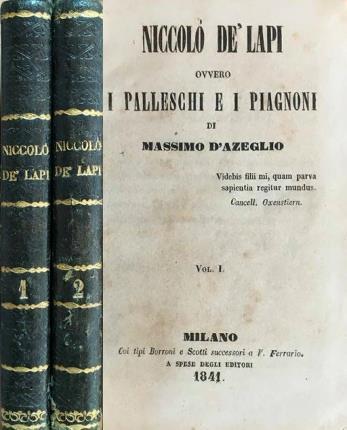 NICCOLÒ
DE' LAPI
1
NICCOLÒ
DE' LAPI
2
NICCOLÒ DE' LAPI
OVVERO
I PALLESCHI E I PIAGNONI
DI
MASSIMO D'AZEGLIO
Videbis filii mi, quam parva
sapientia regitur mundus.
Cancell. Oxenstiern.
VOL. I.
MILANO
Coi tipi Borroni e Scotti successori a V. Ferrario.
A SPESE DEGLI EDITORI
1841.